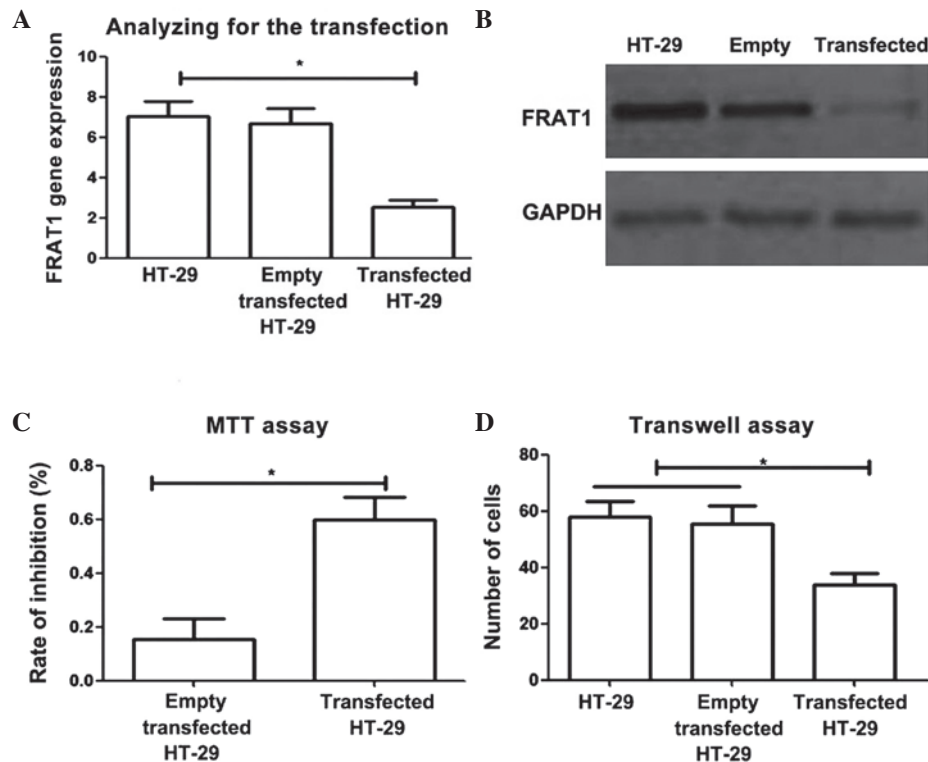 A
Analyzing for the transfection
FRAT1 gene expression
10
8
6
4
2
0
*
HT-29
Empty
transfected
HT-29
Transfected
HT-29
B
HT-29 Empty Transfected
FRAT1
GAPDH
C
MTT assay
Rate of inhibition (%)
0.8
0.6
0.4
0.2
0.0
*
Empty
transfected
HT-29
Transfected
HT-29
D
Transwell assay
Number of cells
80
60
40
20
0
*
HT-29
Empty
transfected
HT-29
Transfected
HT-29